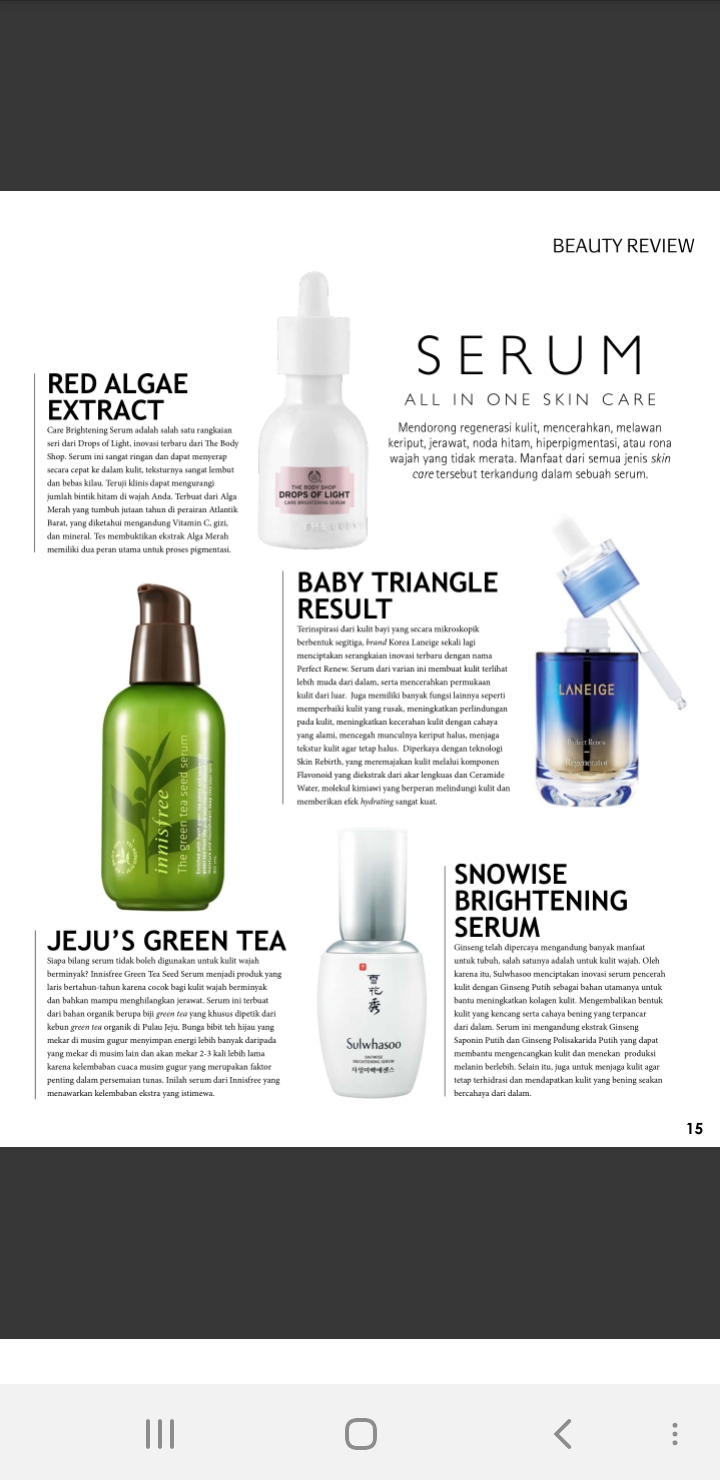 BEAUTY REVIEW
SERUM
ALL IN ONE SKIN CARE
Mendorong regenerasi kulit, mencerahkan, melawan
keriput, jerawat, noda hitam, hiperpigmentasi, atau rona
wajah yang tidak merata. Manfaat dari semua jenis skin
care tersebut terkandung dalam sebuah serum.
RED ALGAE
EXTRACT
Care Brightening Serum adalah salah satu rangkaian
seri dari Drops of Light, inovasi terbaru dari The Body
Shop. Serum ini sangat ringan dan dapat menyerap
secara cepat ke dalam kulit, teksturnya sangat lembut
dan bebas kilau. Teruji klinis dapat mengurangi
jumlah bintik hitam di wajah Anda. Terbuat dari Alga
Merah yang tumbuh jutaan tahun di perairan Atlantik
Barat, yang diketahui mengandung Vitamin C, gizi,
dan mineral. Tes membuktikan ekstrak Alga Merah
memiliki dua peran utama untuk proses pigmentasi.
THE BODY SHOP
DROPS OF LIGHT
CARE BRIGHTENING SERUM
BABY TRIANGLE
RESULT
Terinspirasi dari kulit bayi yang secara mikroskopik
berbentuk segitiga, brand Korea Laneige sekali lagi
menciptakan serangkaian inovasi terbaru dengan nama
Perfect Renew. Serum dari varian ini membuat kulit terlihat
lebih muda dari dalam, serta mencerahkan permukaan
kulit dari luar. Juga memiliki banyak fungsi lainnya seperti
memperbaiki kulit yang rusak, meningkatkan perlindungan
pada kulit, meningkatkan kecerahan kulit dengan cahaya
yang alami, mencegah munculnya keriput halus, menjaga
tekstur kulit agar tetap halus. Diperkaya dengan teknologi
Skin Rebirth, yang meremajakan kulit melalui komponen
Flavonoid yang diekstrak dari akar lengkuas dan Ceramide
Water, molekul kimiawi yang berperan melindungi kulit dan
memberikan efek hydrating sangat kuat.
LANEIGE
Perfect Renew
Regenerator
innisfree
The green tea seed serum
JEJU'S GREEN TEA
Siapa bilang serum tidak boleh digunakan untuk kulit wajah
berminyak? Innisfree Green Tea Seed Serum menjadi produk yang
laris bertahun-tahun karena cocok bagi kulit wajah berminyak
dan bahkan mampu menghilangkan jerawat. Serum ini terbuat
dari bahan organik berupa biji green tea yang khusus dipetik dari
kebun green tea organik di Pulau Jeju. Bunga bibit teh hijau yang
mekar di musim gugur menyimpan energi lebih banyak daripada
yang mekar di musim lain dan akan mekar 2-3 kali lebih lama
karena kelembaban cuaca musim gugur yang merupakan faktor
penting dalam persemaian tunas. Inilah serum dari Innisfree yang
menawarkan kelembaban ekstra yang istimewa.
雪花秀
Sulwhasoo
SNOWISE
BRIGHTENING SERUM
자정미백에센스
SNOWISE
BRIGHTENING
SERUM
Ginseng telah dipercaya mengandung banyak manfaat
untuk tubuh, salah satunya adalah untuk kulit wajah. Oleh
karena itu, Sulwhasoo menciptakan inovasi serum pencerah
kulit dengan Ginseng Putih sebagai bahan utamanya untuk
bantu meningkatkan kolagen kulit. Mengembalikan bentuk
kulit yang kencang serta cahaya bening yang terpancar
dari dalam. Serum ini mengandung ekstrak Ginseng
Saponin Putih dan Ginseng Polisakarida Putih yang dapat
membantu mengencangkan kulit dan menekan produksi
melanin berlebih. Selain itu, juga untuk menjaga kulit agar
tetap terhidrasi dan mendapatkan kulit yang bening seakan
bercahaya dari dalam.
15